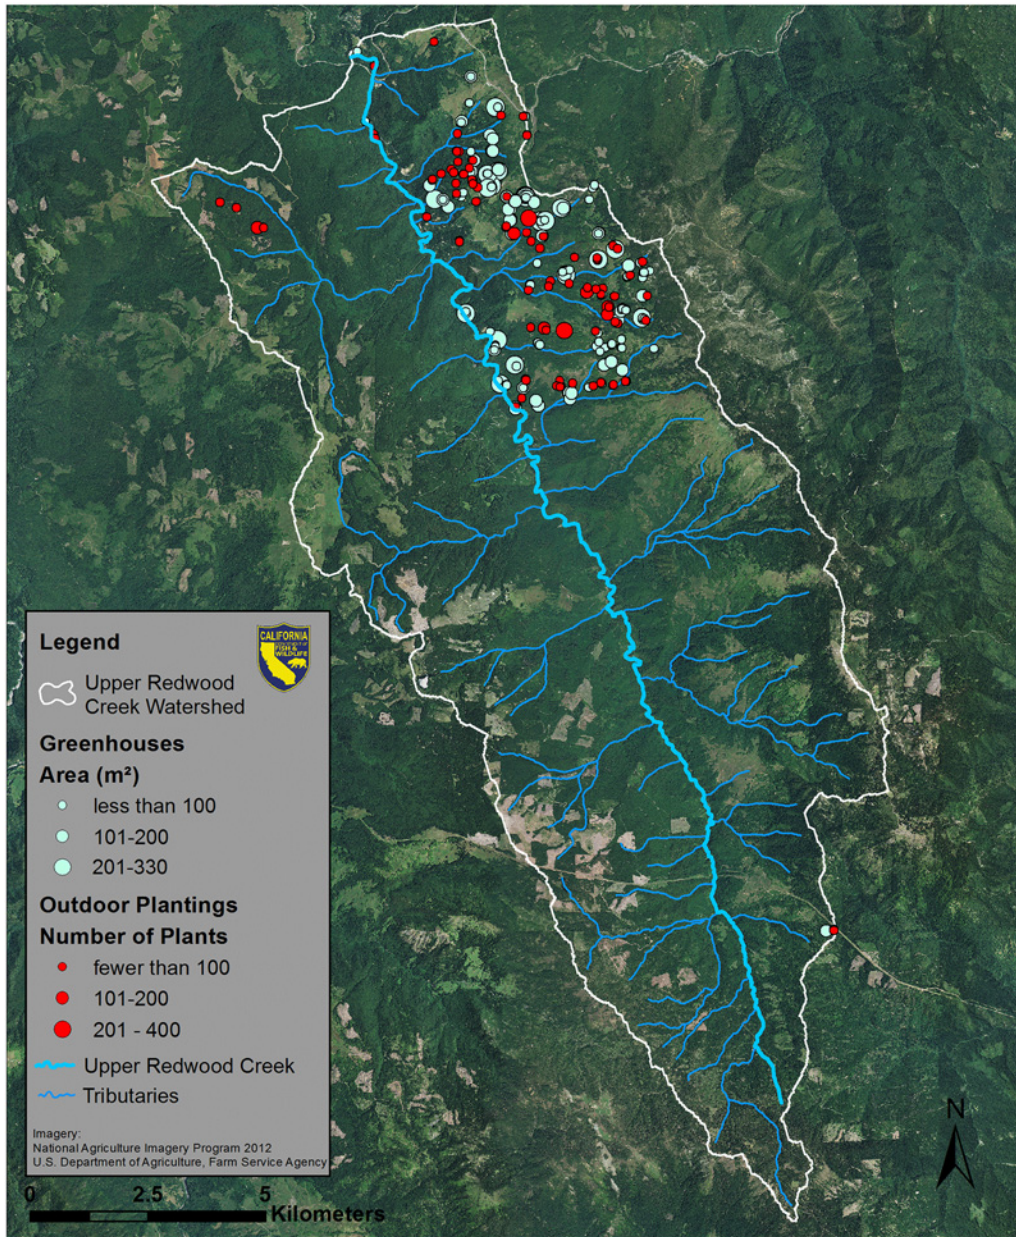 Legend
CALIFORNIA
DEPARTMENT OF
FISH &
WILDLIFE
Upper Redwood
Creek Watershed
Greenhouses
Area (m²)
less than 100
101-200
201-330
Outdoor Plantings
Number of Plants
fewer than 100
101-200
201 - 400
Upper Redwood Creek
Tributaries
Imagery:
National Agriculture Imagery Program 2012
U.S. Department of Agriculture, Farm Service Agency
N
0 2.5 5
Kilometers